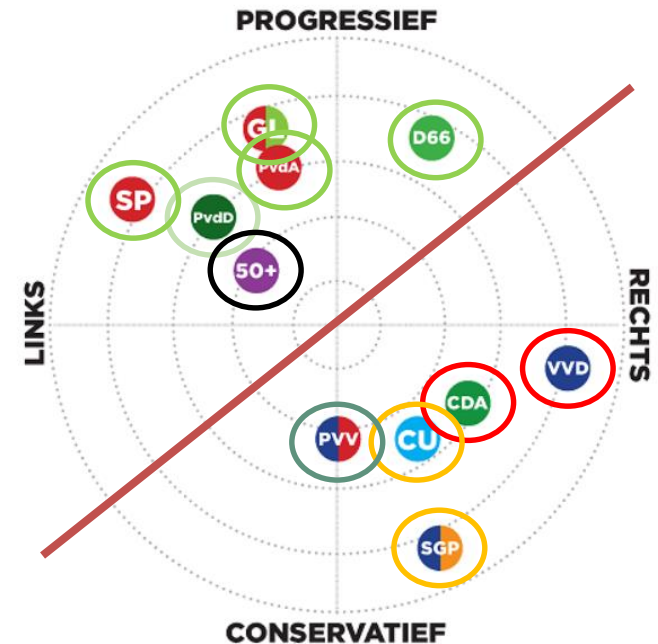 PROGRESSIEF
GL
D66
PvdA
SP
PvdD
50+
LINKS
RECHTS
VVD
CDA
PVV
CU
SGP
CONSERVATIEF